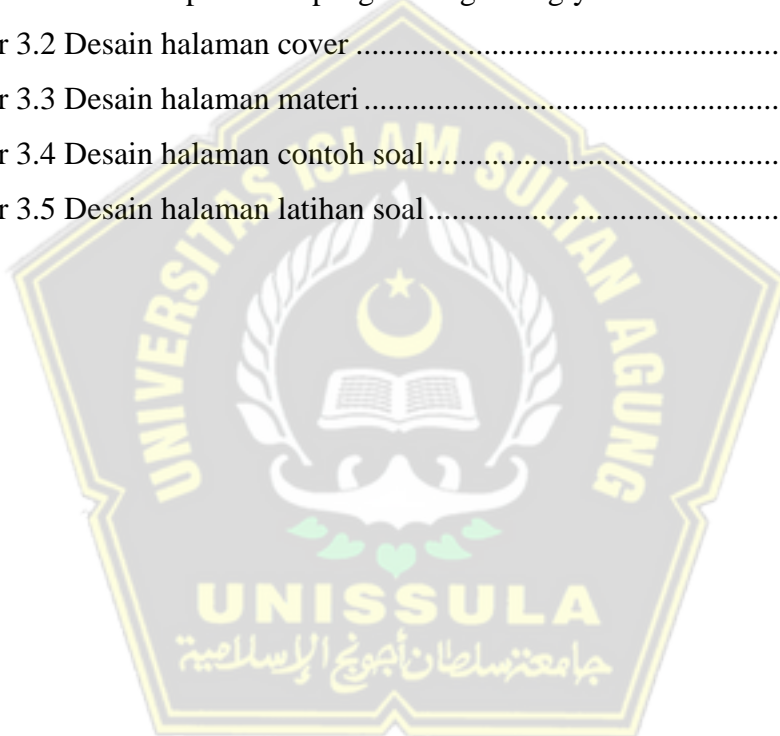 r 3.2 Desain halaman cover ........................................................
r 3.3 Desain halaman materi .......................................................
r 3.4 Desain halaman contoh soal ..............................................
r 3.5 Desain halaman latihan soal ..............................................
UNIVERSITAS ISLAM SULTAN AGUNG
UNISSULA
جامعة سلطان أجونج الإسلامية